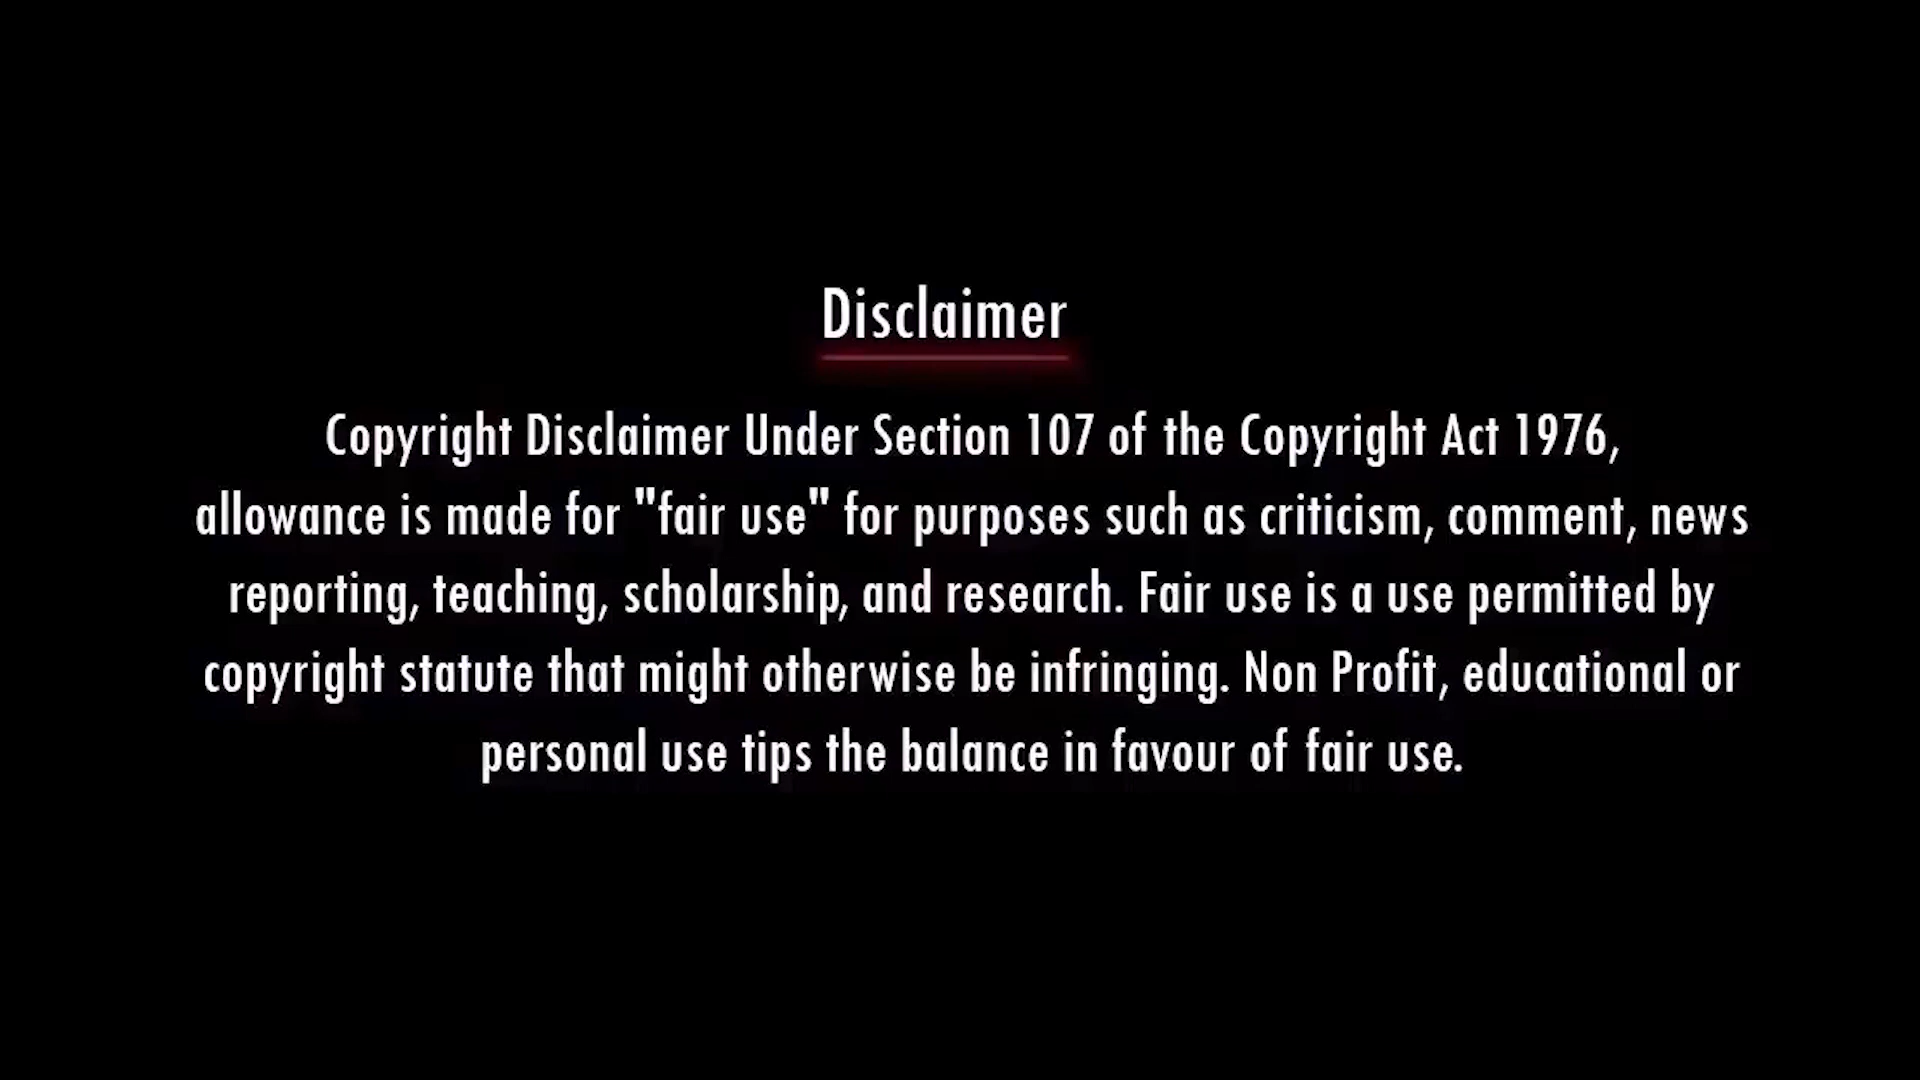 Disclaimer
Copyright Disclaimer Under Section 107 of the Copyright Act 1976,
allowance is made for "fair use" for purposes such as criticism, comment, news
reporting, teaching, scholarship, and research. Fair use is a use permitted by
copyright statute that might otherwise be infringing. Non Profit, educational or
personal use tips the balance in favour of fair use.